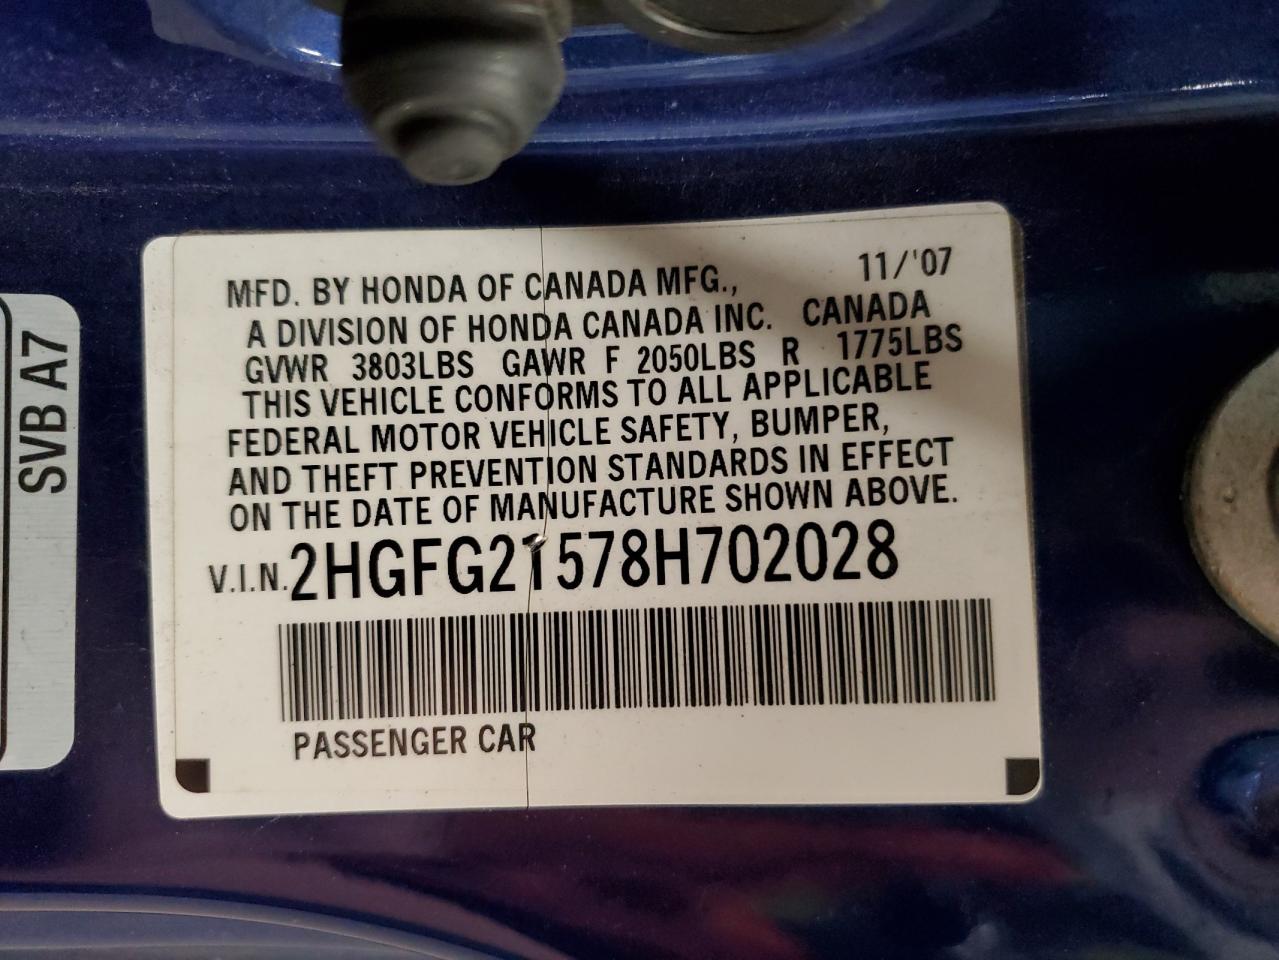 MFD. BY HONDA OF CANADA MFG., 11/'07
A DIVISION OF HONDA CANADA INC. CANADA
GVWR 3803LBS GAWR F 2050LBS R 1775LBS
THIS VEHICLE CONFORMS TO ALL APPLICABLE
FEDERAL MOTOR VEHICLE SAFETY, BUMPER,
AND THEFT PREVENTION STANDARDS IN EFFECT
ON THE DATE OF MANUFACTURE SHOWN ABOVE.
V.I.N. 2HGFG21578H702028
PASSENGER CAR
SVB A7